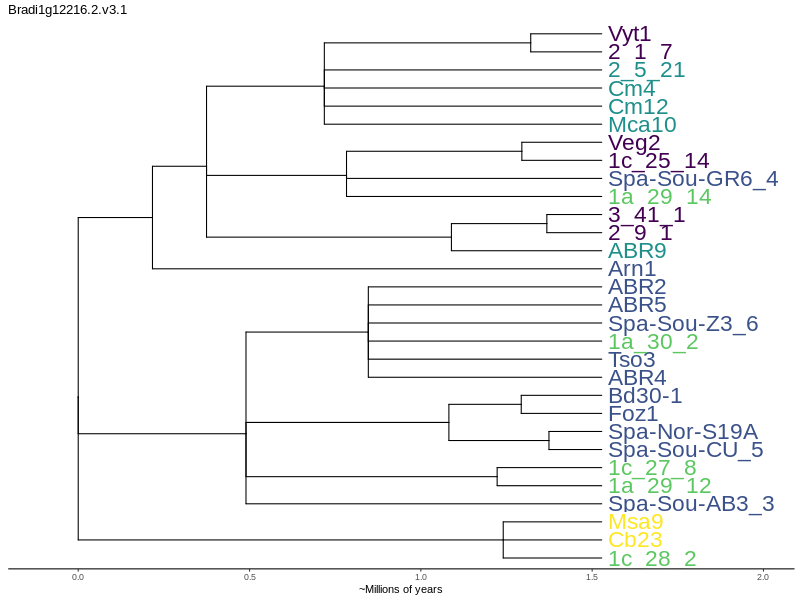 Bradi1g12216.2.v3.1
Vyt1
2_1_7
2_5_21
Cm4
Cm12
Mca10
Veg2
1c_25_14
Spa-Sou-GR6_4
1a_29_14
3_41_1
2_9_1
ABR9
Arn1
ABR2
ABR5
Spa-Sou-Z3_6
1a_30_2
Tso3
ABR4
Bd30-1
Foz1
Spa-Nor-S19A
Spa-Sou-CU_5
1c_27_8
1a_29_12
Spa-Sou-AB3_3
Msa9
Cb23
1c_28_2
0.0 0.5 1.0 1.5 2.0
~Millions of years